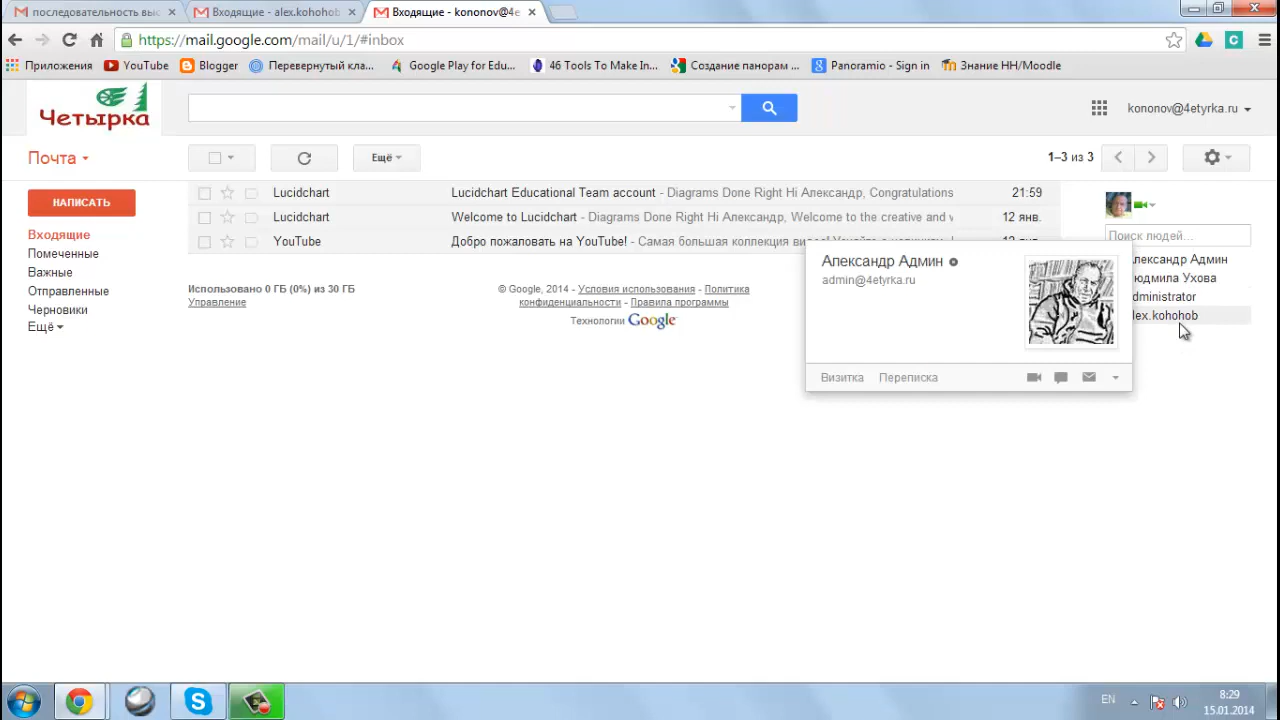 последовательность выс
Входящие - alex.kohohob
Входящие - kononov@4e
https://mail.google.com/mail/u/1/#inbox
Приложения YouTube Blogger Перевернутый кла... Google Play for Edu... 46 Tools To Make In... Создание панорам ... Panoramio - Sign in Знание НН/Moodle
Четырка
kononov@4etyrka.ru
Почта
Ещё
1–3 из 3
НАПИСАТЬ
Входящие
Помеченные
Важные
Отправленные
Черновики
Ещё
Lucidchart Lucidchart Educational Team account - Diagrams Done Right Hi Александр, Congratulations 21:59
Lucidchart Welcome to Lucidchart - Diagrams Done Right Hi Александр, Welcome to the creative and v 12 янв.
YouTube Добро пожаловать на YouTube! - Самая большая коллекция
Использовано 0 ГБ (0%) из 30 ГБ
Управление
© Google, 2014 - Условия использования - Политика
конфиденциальности - Правила программы
Технологии Google
Александр Админ
admin@4etyrka.ru
Визитка Переписка
Поиск людей...
лександр Админ
юдмила Ухова
dministrator
lex.kohohob
EN
8:29
15.01.2014